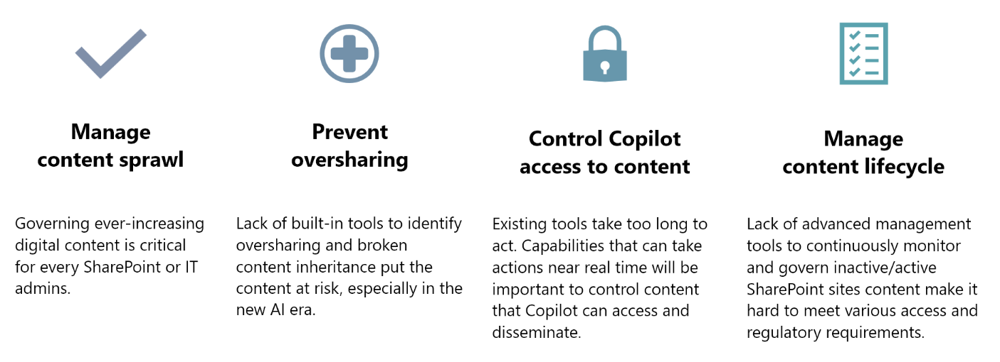 Manage
content sprawl
Governing ever-increasing
digital content is critical
for every SharePoint or IT
admins.
Prevent
oversharing
Lack of built-in tools to identify
oversharing and broken
content inheritance put the
content at risk, especially in the
new AI era.
Control Copilot
access to content
Existing tools take too long to
act. Capabilities that can take
actions near real time will be
important to control content
that Copilot can access and
disseminate.
Manage
content lifecycle
Lack of advanced management
tools to continuously monitor
and govern inactive/active
SharePoint sites content make it
hard to meet various access and
regulatory requirements.